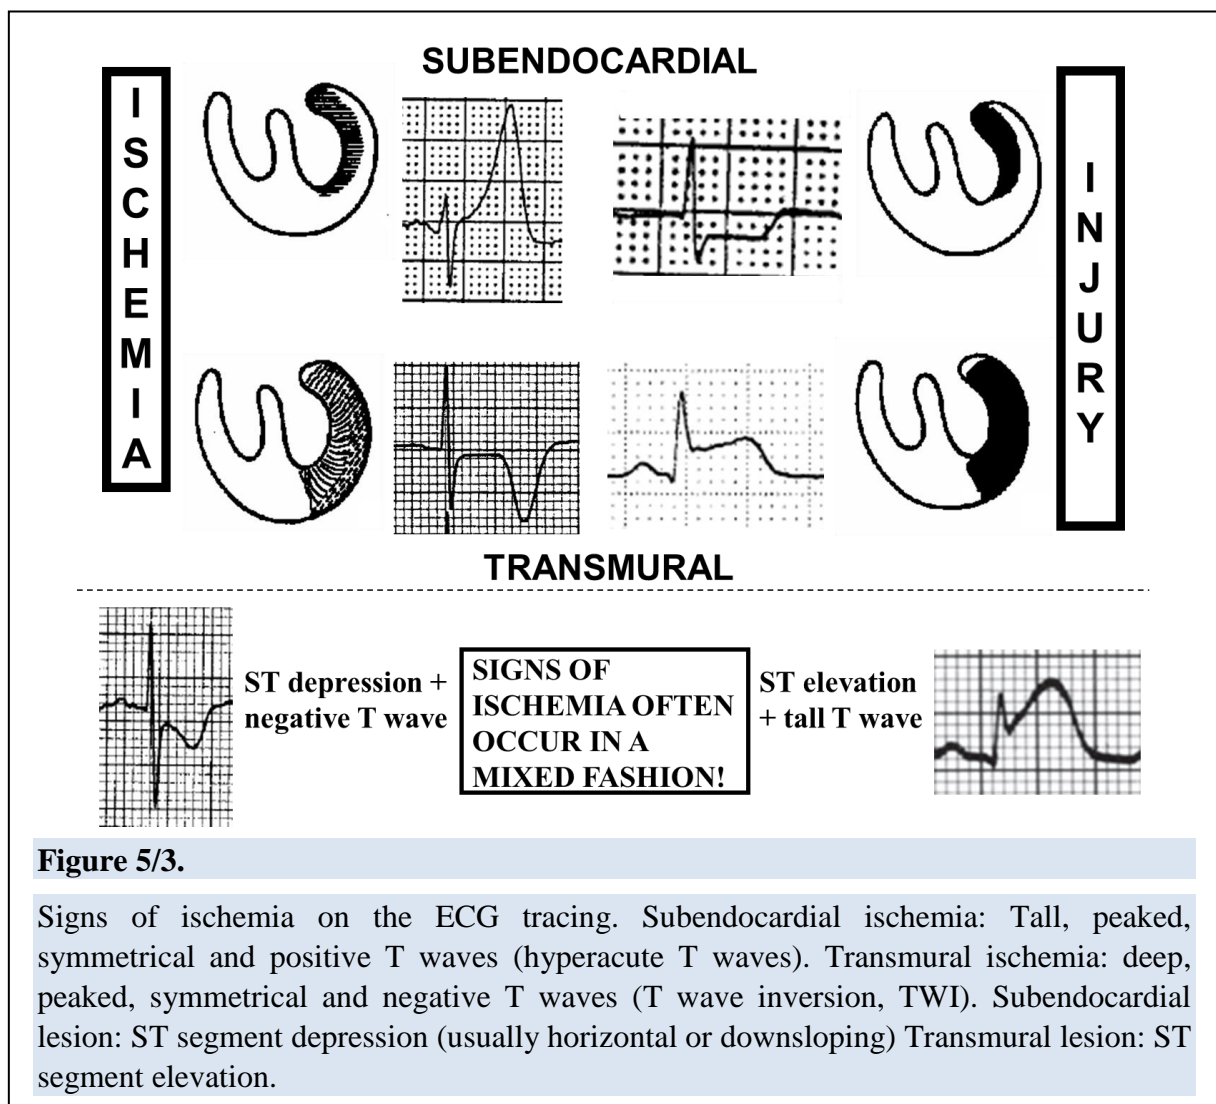 SUBENDOCARDIAL
ISCHEMIA
INJURY
TRANSMURAL
ST depression +
negative T wave
SIGNS OF
ISCHEMIA OFTEN
OCCUR IN A
MIXED FASHION!
ST elevation
+ tall T wave
Figure 5/3.
Signs of ischemia on the ECG tracing. Subendocardial ischemia: Tall, peaked,
symmetrical and positive T waves (hyperacute T waves). Transmural ischemia: deep,
peaked, symmetrical and negative T waves (T wave inversion, TWI). Subendocardial
lesion: ST segment depression (usually horizontal or downsloping) Transmural lesion: ST
segment elevation.